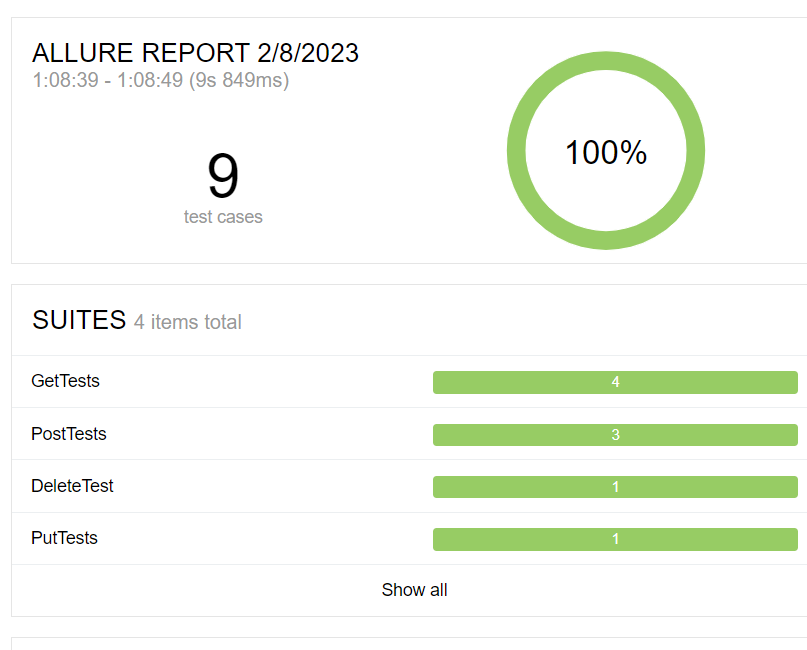 ALLURE REPORT 2/8/2023
1:08:39 - 1:08:49 (9s 849ms)
9
test cases
100%
SUITES 4 items total
GetTests 4
PostTests 3
DeleteTest 1
PutTests 1
Show all